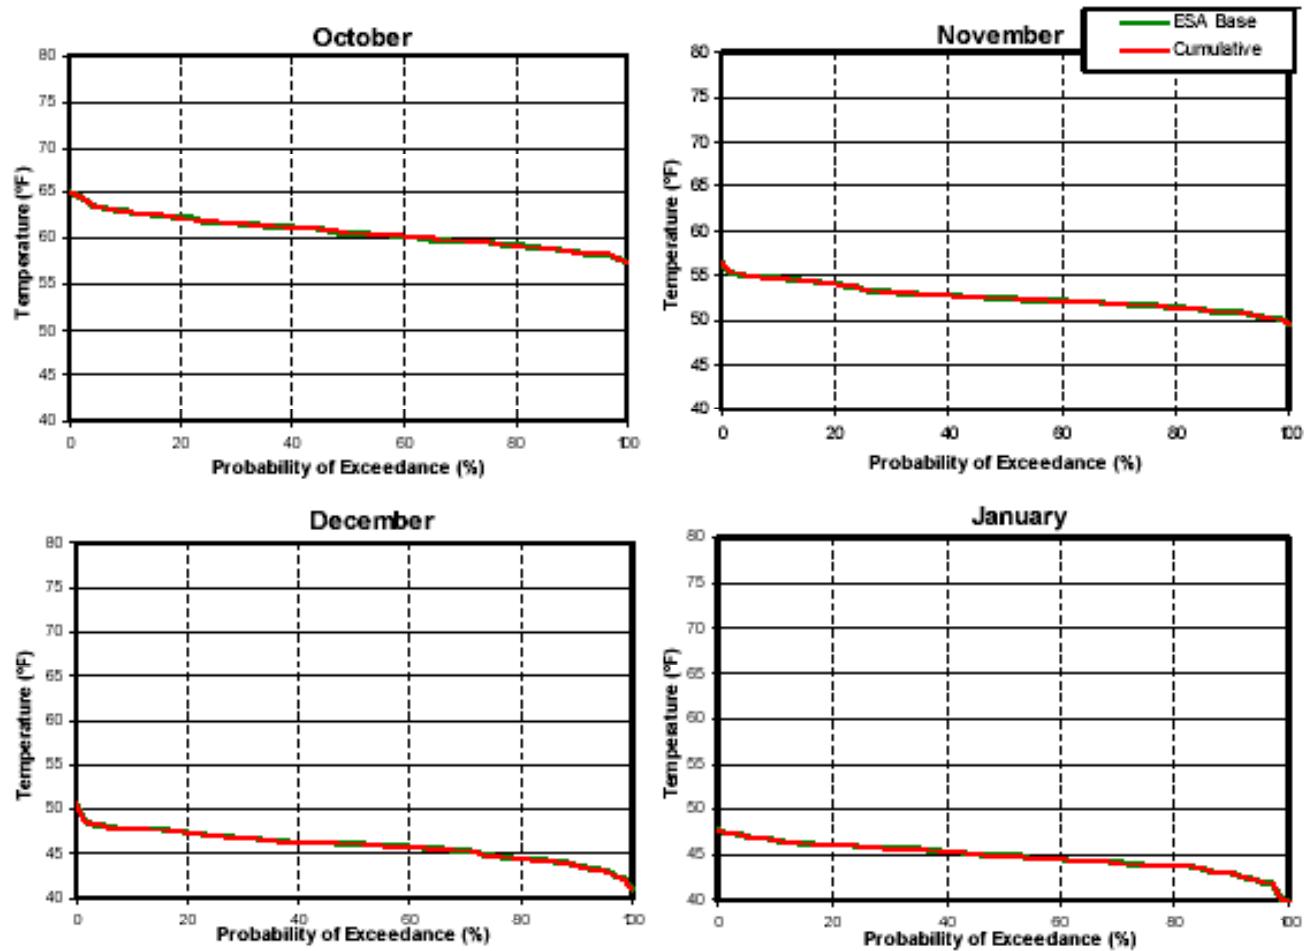 October
80
75
70
65
60
55
50
45
40
Temperature (°F)
0 20 40 60 80 100
Probability of Exceedance (%)
November
ESA Base
Cumulative
80
75
70
65
60
55
50
45
40
Temperature (°F)
0 20 40 60 80 100
Probability of Exceedance (%)
December
80
75
70
65
60
55
50
45
40
Temperature (°F)
0 20 40 60 80 100
Probability of Exceedance (%)
January
80
75
70
65
60
55
50
45
40
Temperature (°F)
0 20 40 60 80 100
Probability of Exceedance (%)